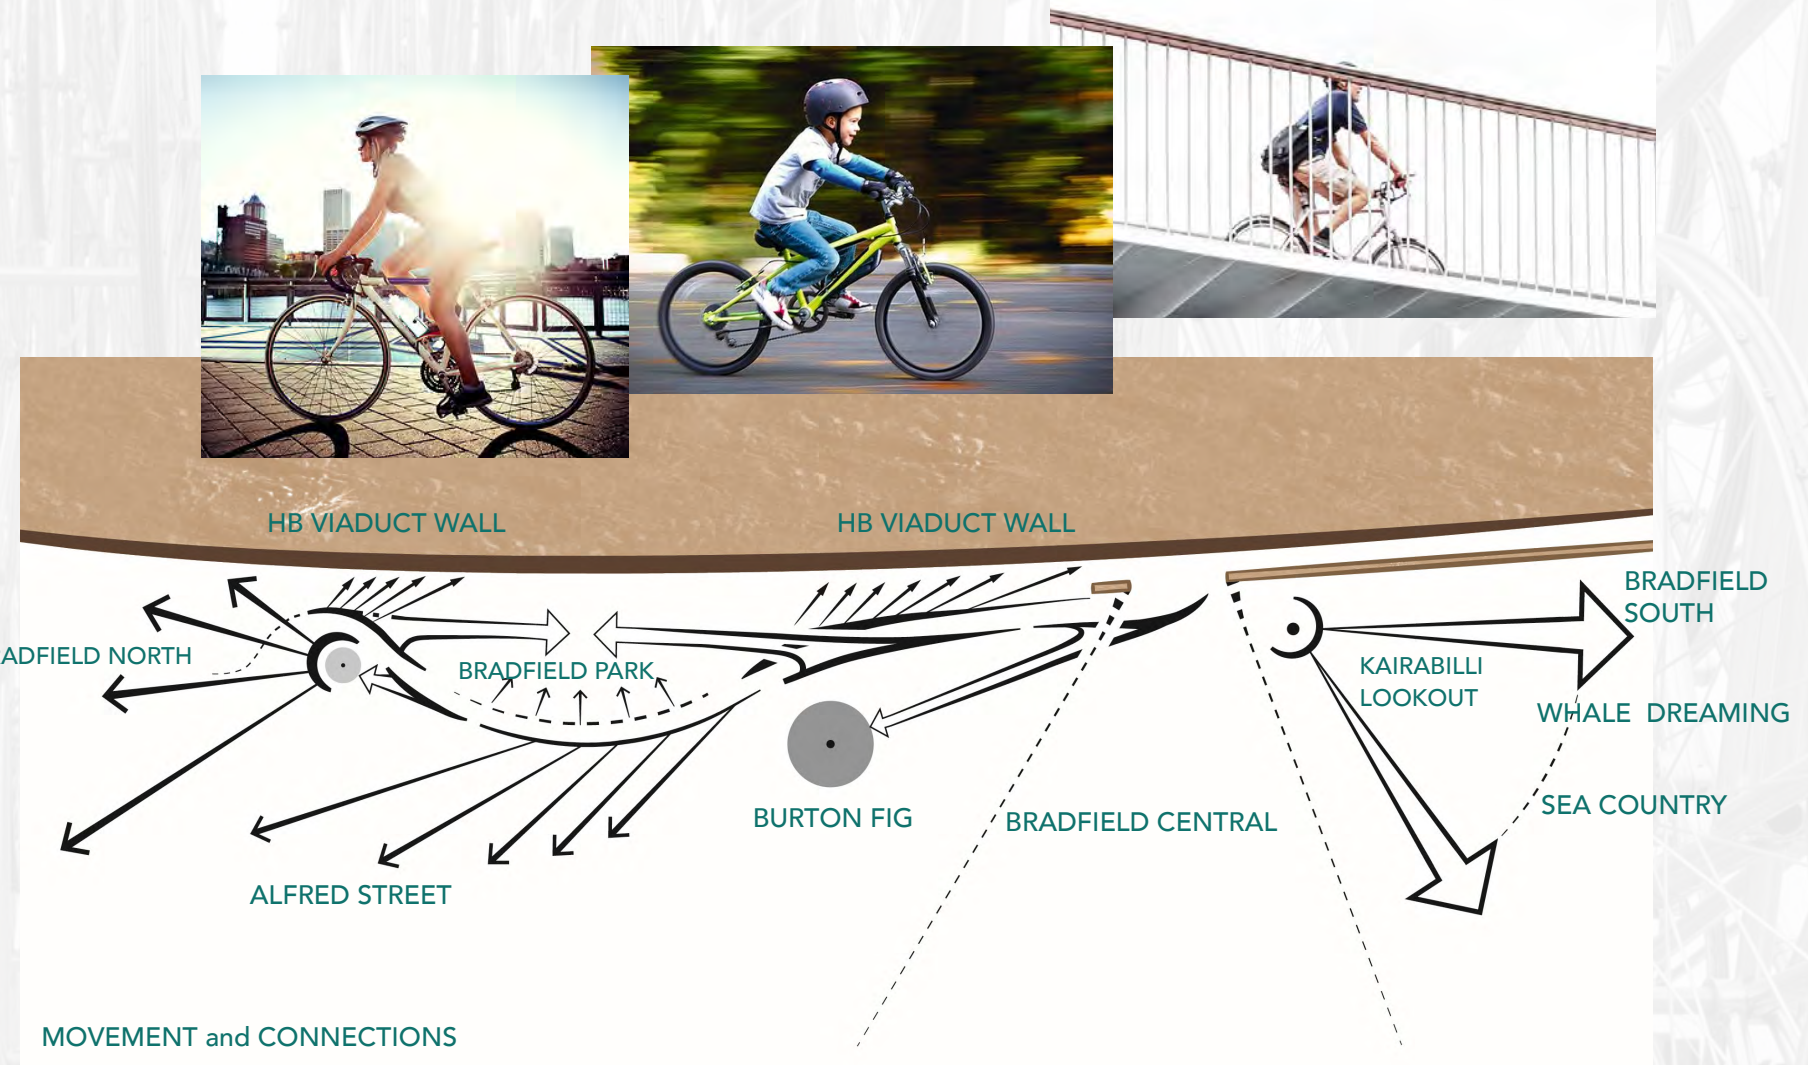 HB VIADUCT WALL
HB VIADUCT WALL
BRADFIELD
SOUTH
ADFIELD NORTH
BRADFIELD PARK
KAIRABILLI
LOOKOUT
WHALE DREAMING
SEA COUNTRY
BURTON FIG
BRADFIELD CENTRAL
ALFRED STREET
MOVEMENT and CONNECTIONS